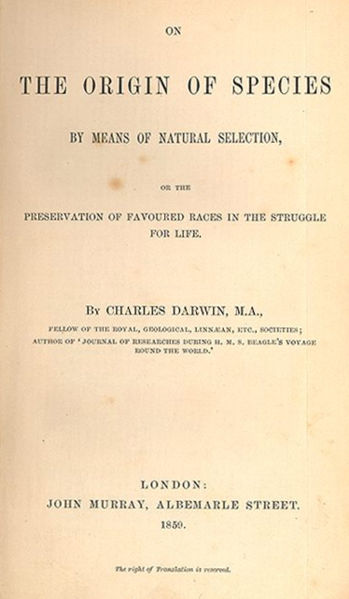 ON
THE ORIGIN OF SPECIES
BY MEANS OF NATURAL SELECTION,
OR THE
PRESERVATION OF FAVOURED RACES IN THE STRUGGLE
FOR LIFE.
BY CHARLES DARWIN, M.A.,
FELLOW OF THE ROYAL, GEOLOGICAL, LINNÆAN, ETC., SOCIETIES;
AUTHOR OF 'JOURNAL OF RESEARCHES DURING H. M. S. BEAGLE'S VOYAGE
ROUND THE WORLD.'
LONDON:
JOHN MURRAY, ALBEMARLE STREET.
1859.
The right of Translation is reserved.